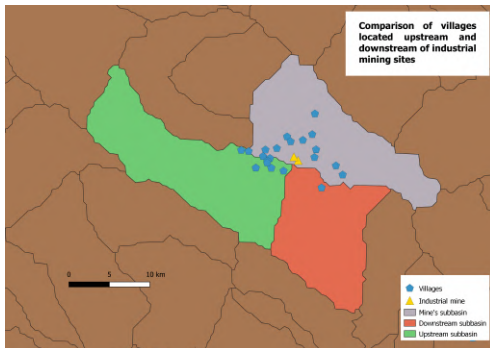 Comparison of villages
located upstream and
downstream of industrial
mining sites
0 5 10 km
Villages
Industrial mine
Mine's subbasin
Downstream subbasin
Upstream subbasin